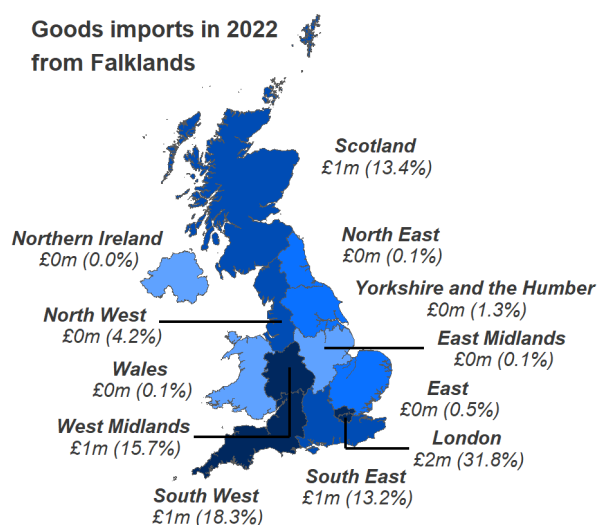 Goods imports in 2022
from Falklands
Scotland
£1m (13.4%)
Northern Ireland
£0m (0.0%)
North East
£0m (0.1%)
Yorkshire and the Humber
£0m (1.3%)
North West
£0m (4.2%)
East Midlands
£0m (0.1%)
Wales
£0m (0.1%)
East
£0m (0.5%)
West Midlands
£1m (15.7%)
London
£2m (31.8%)
South East
£1m (13.2%)
South West
£1m (18.3%)